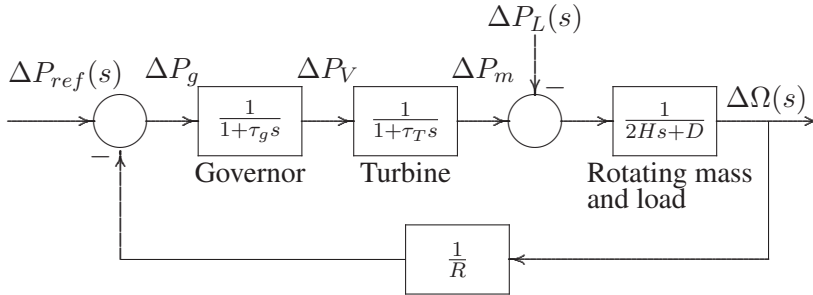 ΔP_L(s)
ΔP_ref(s) ΔP_g ΔP_V ΔP_m ΔΩ(s)
− −
1/(1+τ_g s) 1/(1+τ_T s) 1/(2Hs+D)
Governor Turbine Rotating mass
and load
1/R